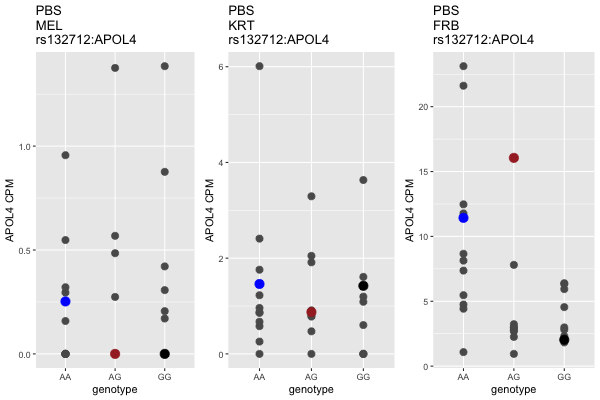 PBS
MEL
rs132712:APOL4
APOL4 CPM
1.0
0.5
0.0
AA AG GG
genotype
PBS
KRT
rs132712:APOL4
APOL4 CPM
6
4
2
0
AA AG GG
genotype
PBS
FRB
rs132712:APOL4
APOL4 CPM
20
15
10
5
0
AA AG GG
genotype